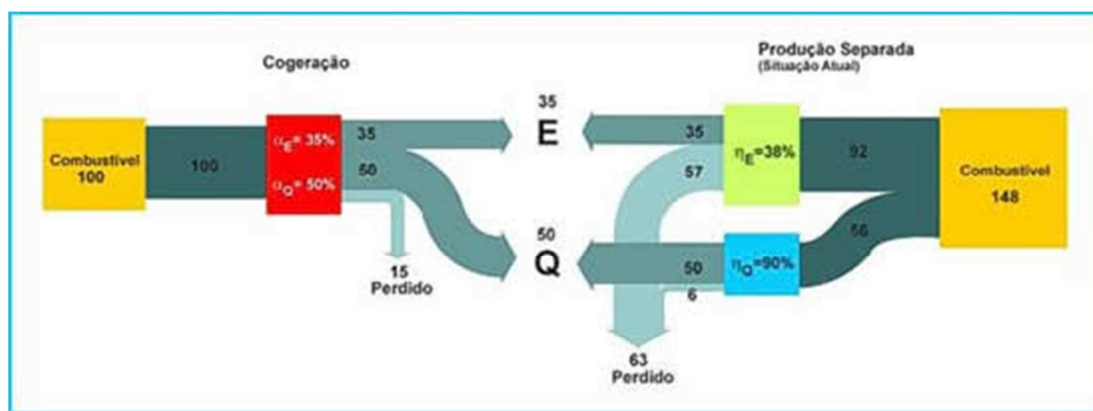 Cogeração
Combustível
100
100
αE= 35%
αQ= 50%
35
50
15
Perdido
35
E
50
Q
Produção Separada
(Situação Atual)
35
57
ηE=38%
92
50
6
ηQ=90%
56
Combustível
148
63
Perdido